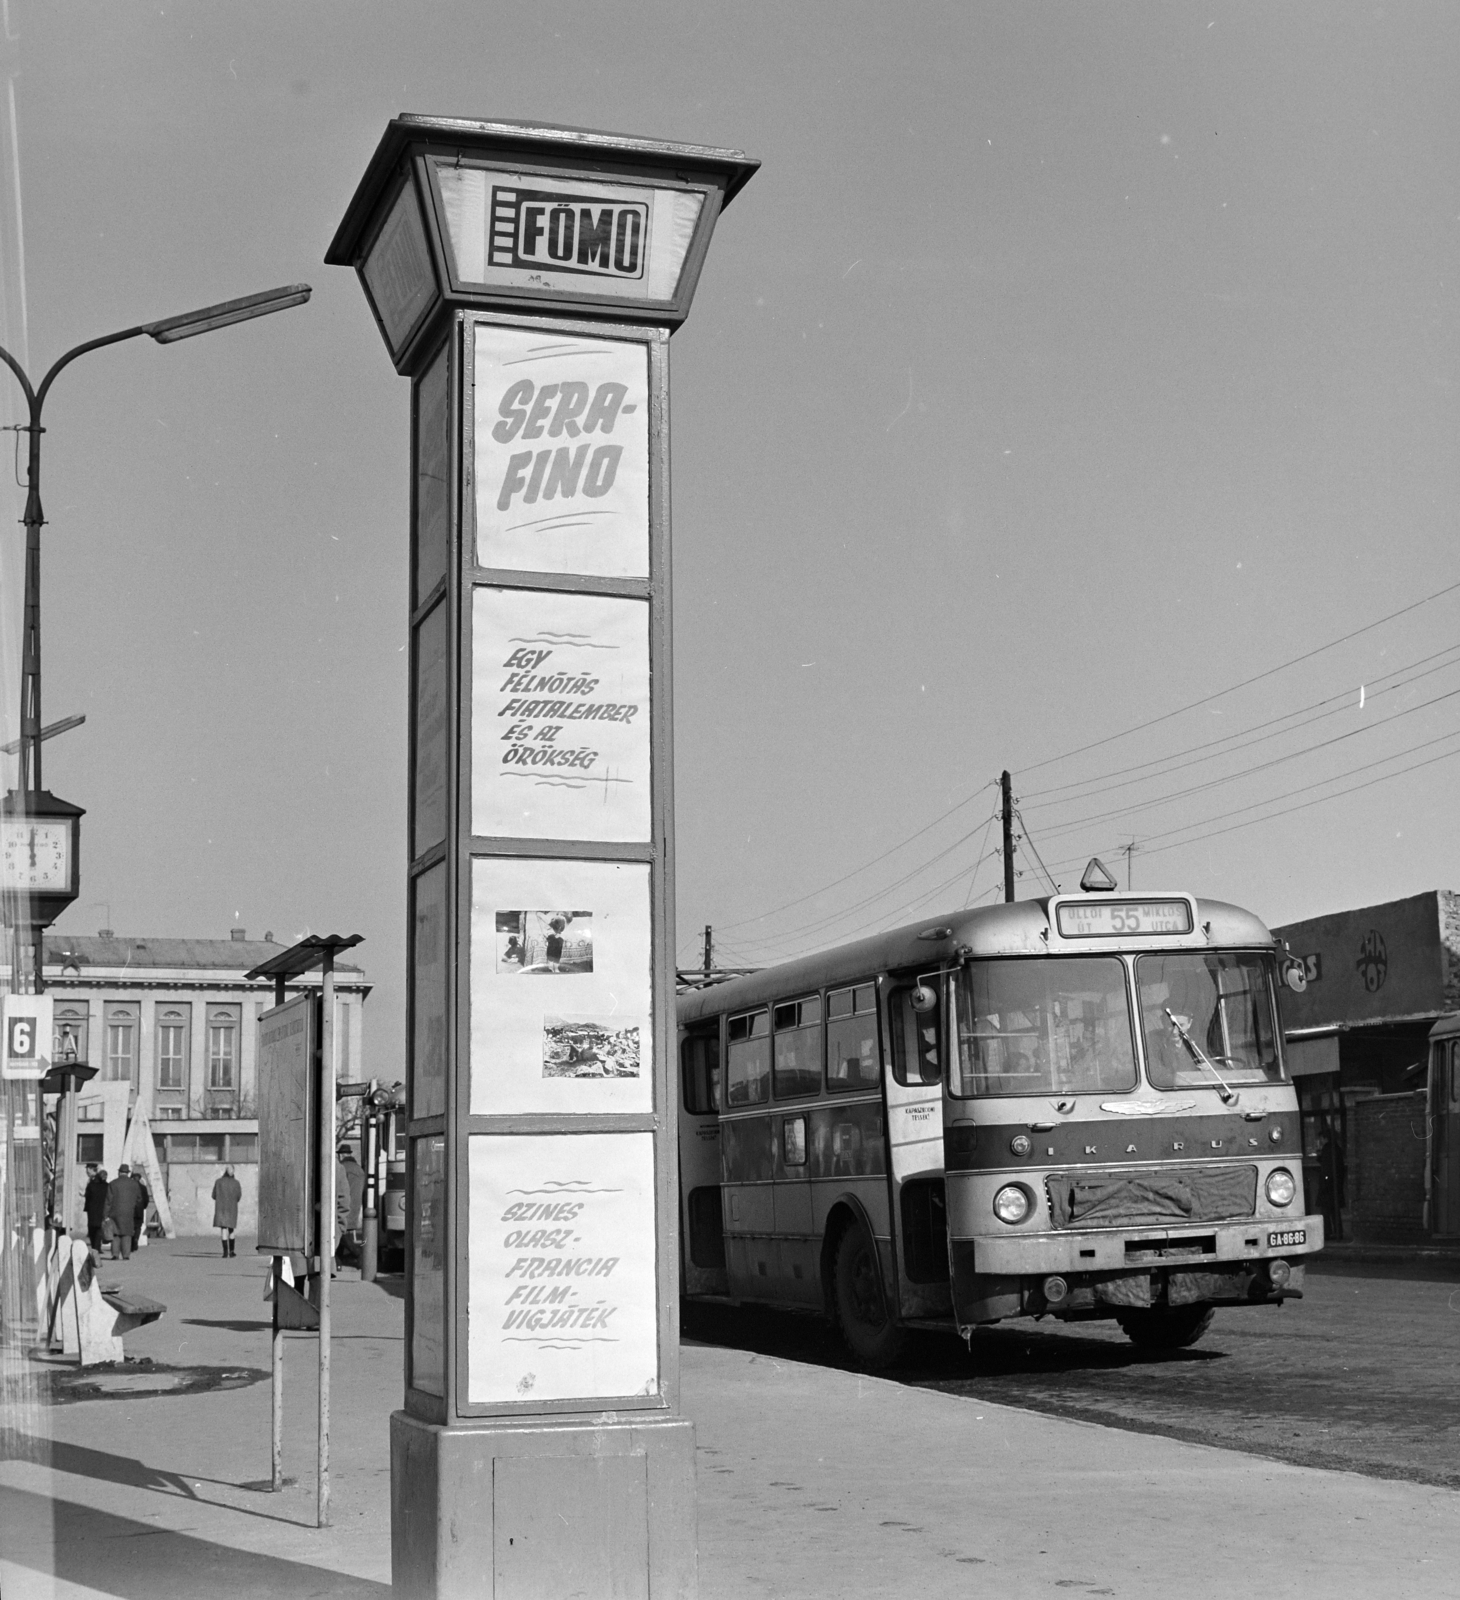 FŐMO
SERA-
FINO
EGY
FÉLNÓTÁS
FIATALEMBER
ÉS AZ
ÖRÖKSÉG
SZINES
OLASZ-
FRANCIA
FILM-
VIGJÁTÉK
6
ÜLLŐI
ÚT
55
MIKLÓS
UTCA
IKARUS
GA-86-86